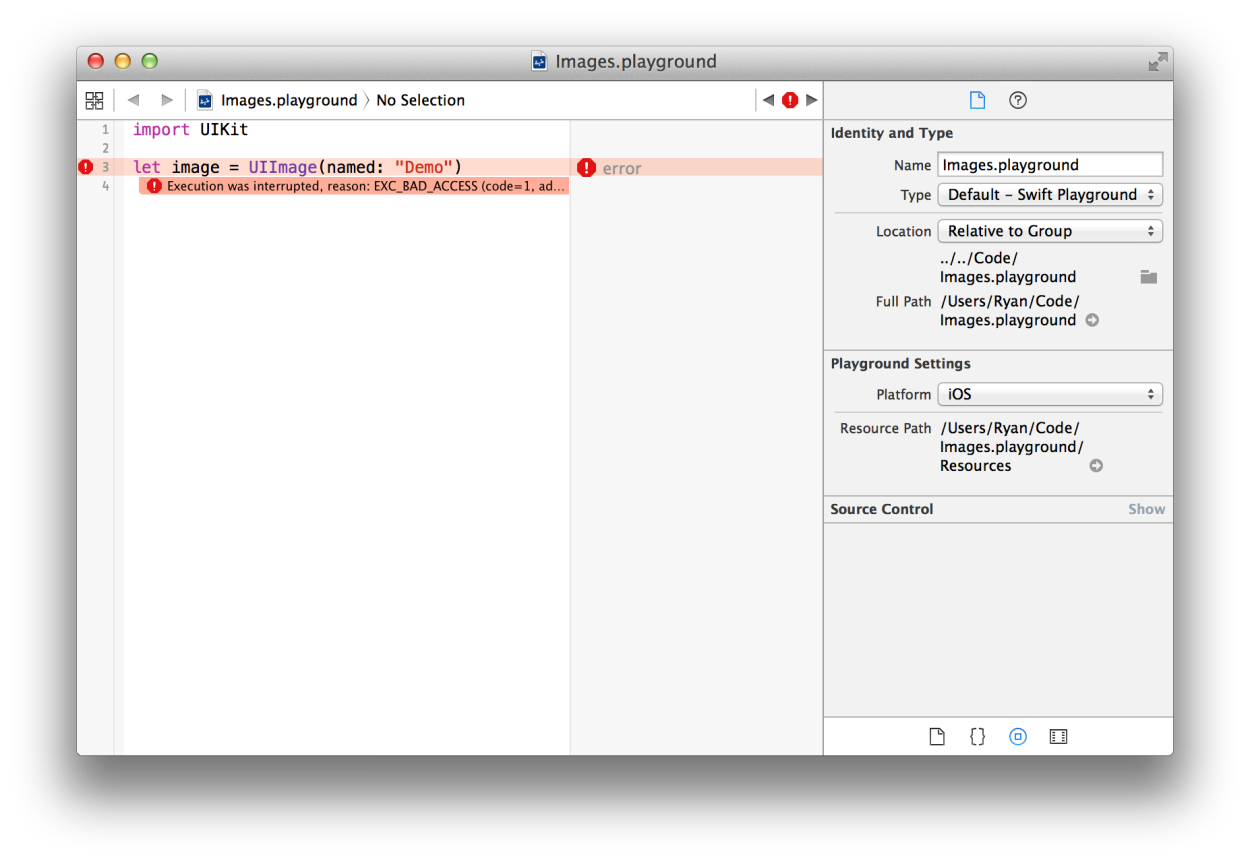 Images.playground
Images.playground 〉 No Selection
1 import UIKit
2
3 let image = UIImage(named: "Demo") error
4 Execution was interrupted, reason: EXC_BAD_ACCESS (code=1, ad...
Identity and Type
Name Images.playground
Type Default – Swift Playground
Location Relative to Group
../../Code/
Images.playground
Full Path /Users/Ryan/Code/
Images.playground
Playground Settings
Platform iOS
Resource Path /Users/Ryan/Code/
Images.playground/
Resources
Source Control Show